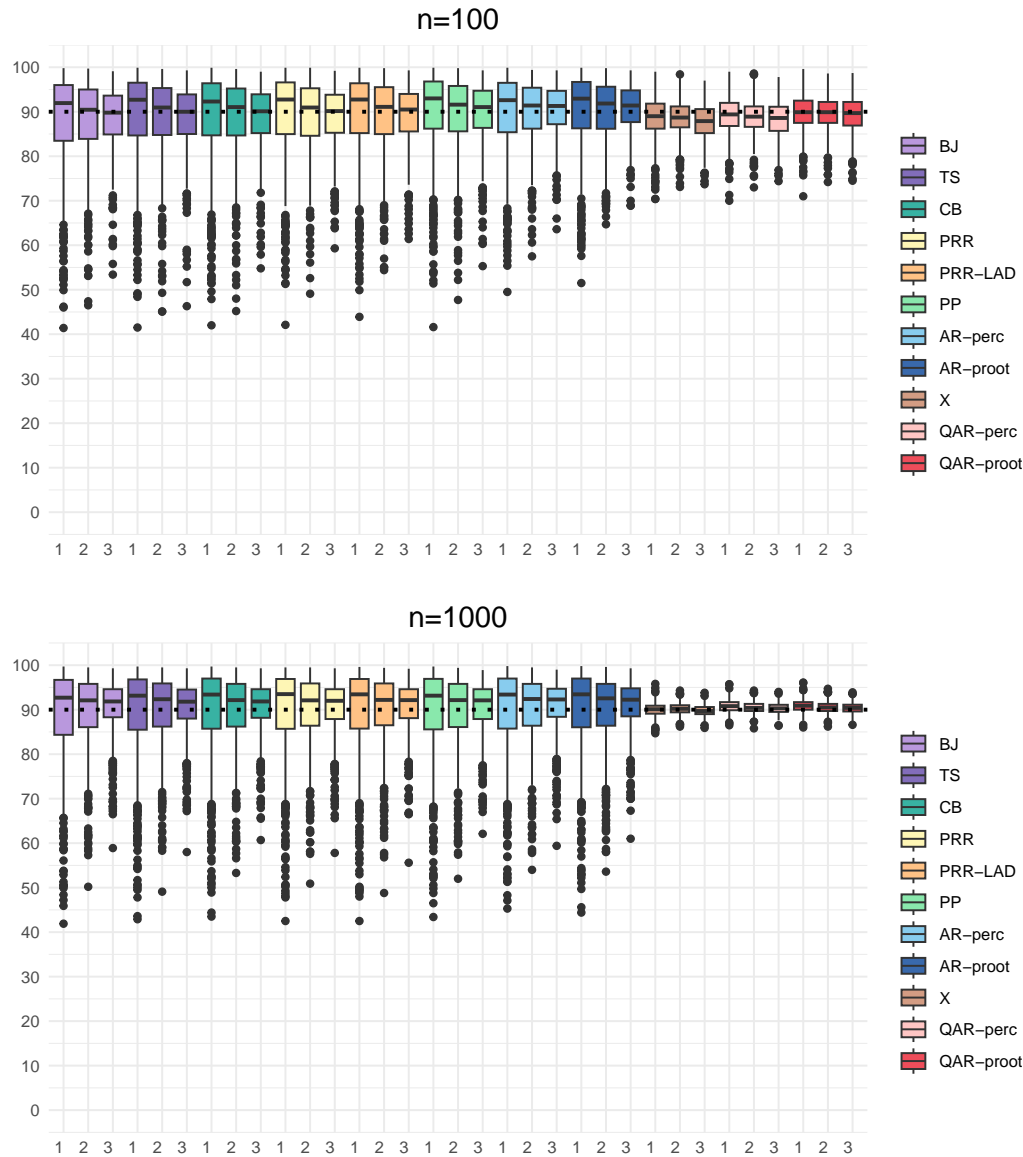 n=100
100
90
80
70
60
50
40
30
20
10
0
1 2 3 1 2 3 1 2 3 1 2 3 1 2 3 1 2 3 1 2 3 1 2 3 1 2 3 1 2 3 1 2 3
BJ
TS
CB
PRR
PRR−LAD
PP
AR−perc
AR−proot
X
QAR−perc
QAR−proot
n=1000
100
90
80
70
60
50
40
30
20
10
0
1 2 3 1 2 3 1 2 3 1 2 3 1 2 3 1 2 3 1 2 3 1 2 3 1 2 3 1 2 3 1 2 3
BJ
TS
CB
PRR
PRR−LAD
PP
AR−perc
AR−proot
X
QAR−perc
QAR−proot